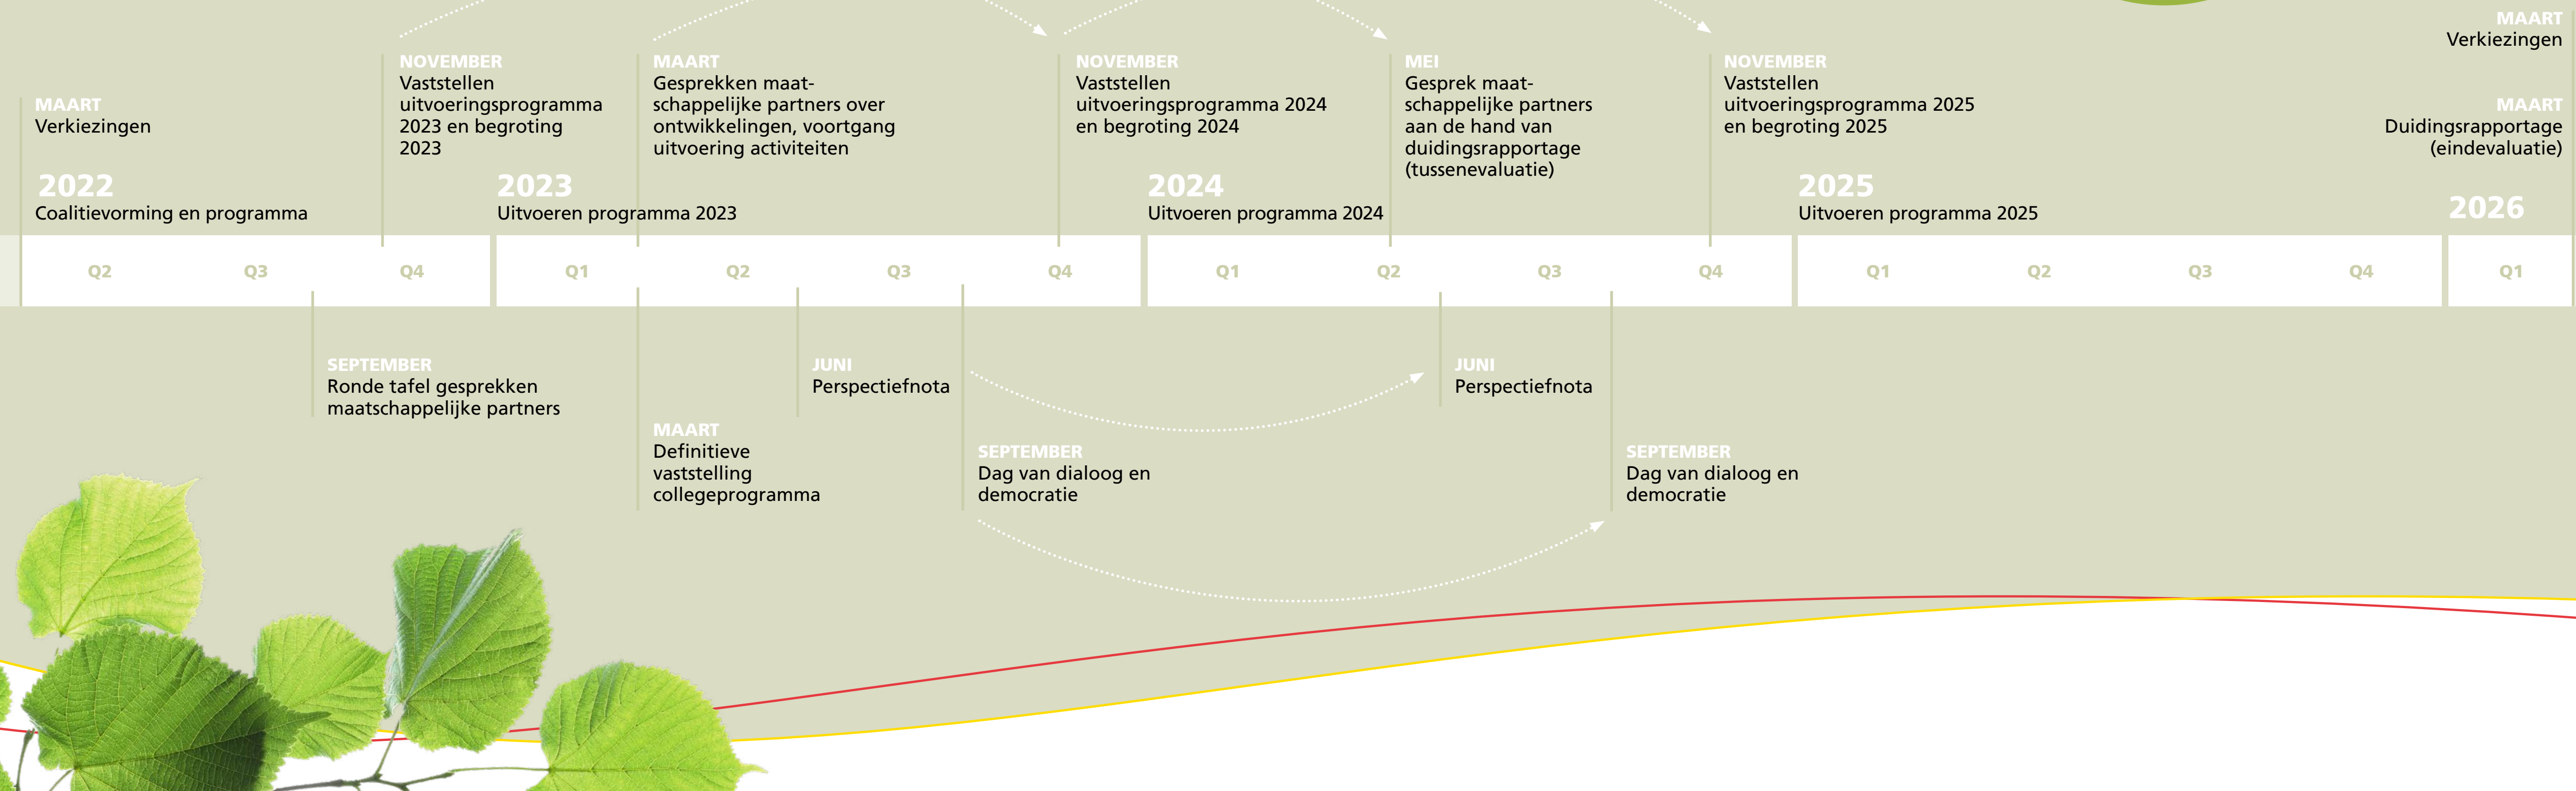 MAART
Verkiezingen
2022
Coalitievorming en programma
NOVEMBER
Vaststellen
uitvoeringsprogramma
2023 en begroting
2023
MAART
Gesprekken maat-
schappelijke partners over
ontwikkelingen, voortgang
uitvoering activiteiten
2023
Uitvoeren programma 2023
NOVEMBER
Vaststellen
uitvoeringsprogramma 2024
en begroting 2024
2024
Uitvoeren programma 2024
MEI
Gesprek maat-
schappelijke partners
aan de hand van
duidingsrapportage
(tussenevaluatie)
NOVEMBER
Vaststellen
uitvoeringsprogramma 2025
en begroting 2025
2025
Uitvoeren programma 2025
MAART
Verkiezingen
MAART
Duidingsrapportage
(eindevaluatie)
2026
Q2 Q3 Q4 Q1 Q2 Q3 Q4 Q1 Q2 Q3 Q4 Q1 Q2 Q3 Q4 Q1
SEPTEMBER
Ronde tafel gesprekken
maatschappelijke partners
MAART
Definitieve
vaststelling
collegeprogramma
JUNI
Perspectiefnota
SEPTEMBER
Dag van dialoog en
democratie
JUNI
Perspectiefnota
SEPTEMBER
Dag van dialoog en
democratie